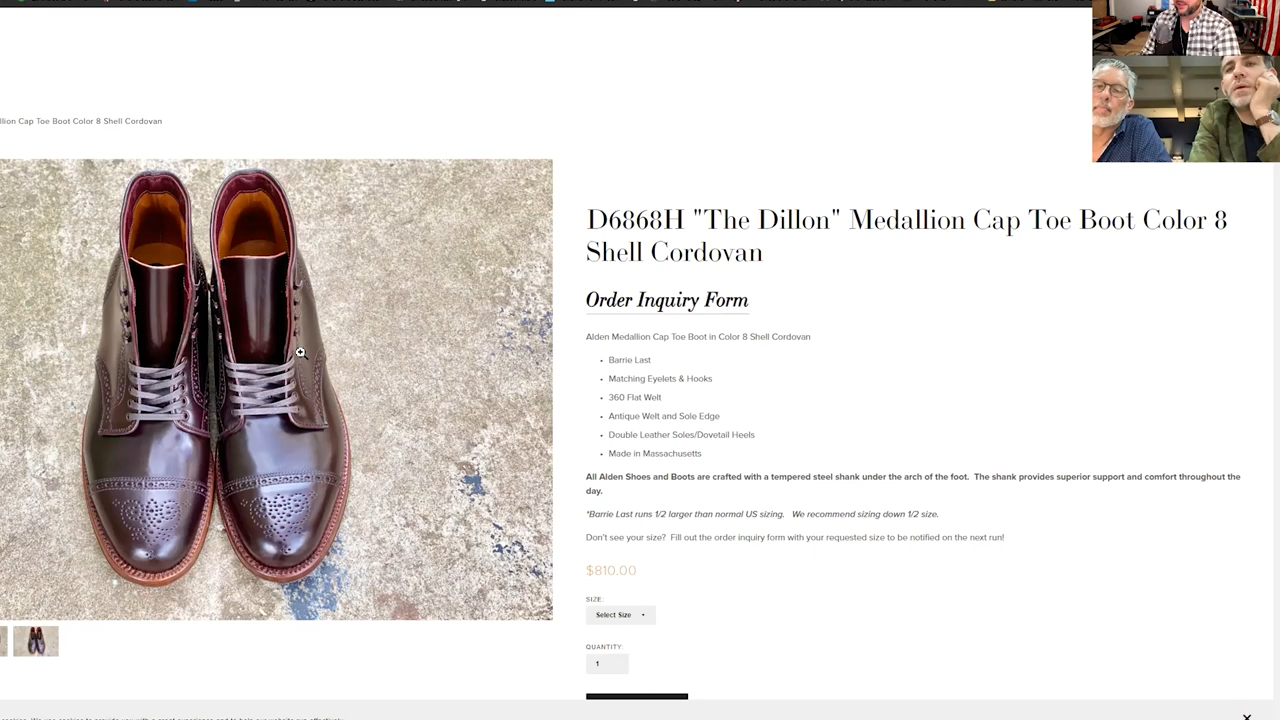 Cap Toe Boot Color 8 Shell Cordovan
D6868H "The Dillon" Medallion Cap Toe Boot Color 8
Shell Cordovan
Order Inquiry Form
Alden Medallion Cap Toe Boot in Color 8 Shell Cordovan
• Barrie Last
• Matching Eyelets & Hooks
• 360 Flat Welt
• Antique Welt and Sole Edge
• Double Leather Soles/Dovetail Heels
• Made in Massachusetts
All Alden Shoes and Boots are crafted with a tempered steel shank under the arch of the foot. The shank provides superior support and comfort throughout the
day.
*Barrie Last runs 1/2 larger than normal US sizing. We recommend sizing down 1/2 size.
Don't see your size? Fill out the order inquiry form with your requested size to be notified on the next run!
$810.00
SIZE:
Select Size
QUANTITY:
1